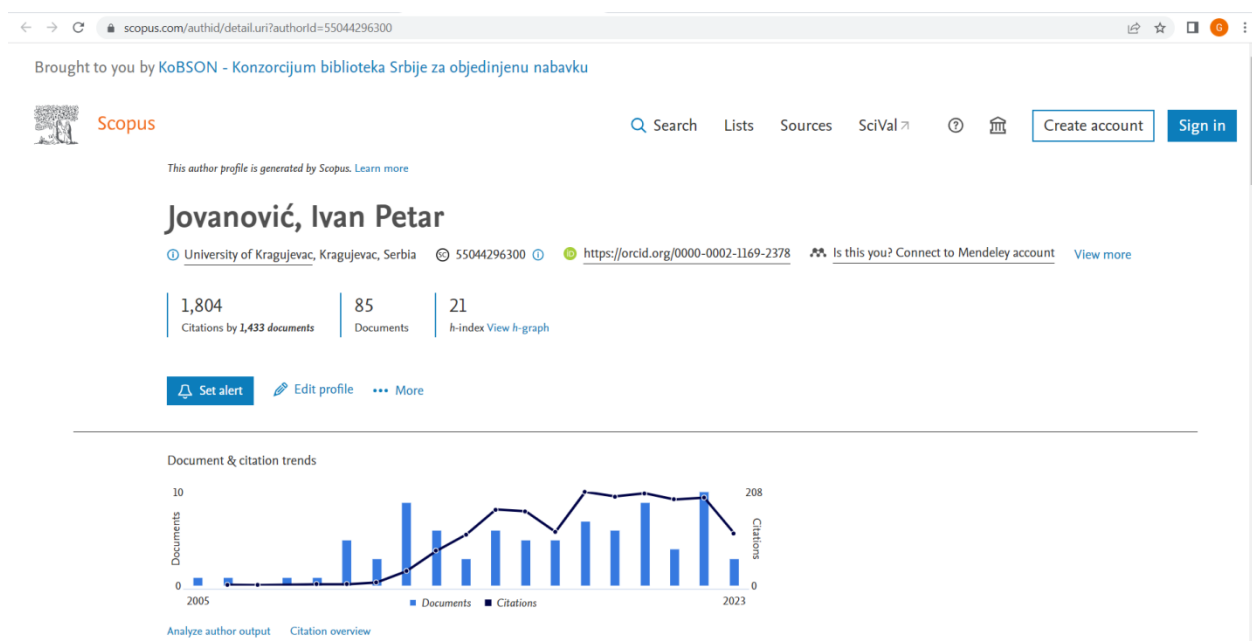 scopus.com/authid/detail.uri?authorId=55044296300
G
Brought to you by KoBSON - Konzorcijum biblioteka Srbije za objedinjenu nabavku
Scopus
Search Lists Sources SciVal Create account Sign in
This author profile is generated by Scopus. Learn more
Jovanović, Ivan Petar
University of Kragujevac, Kragujevac, Serbia SC 55044296300 iD https://orcid.org/0000-0002-1169-2378 Is this you? Connect to Mendeley account View more
1,804 85 21
Citations by 1,433 documents Documents h-index View h-graph
Set alert Edit profile More
Document & citation trends
10 208
Documents Citations
0 0
2005 2023
Documents Citations
Analyze author output Citation overview